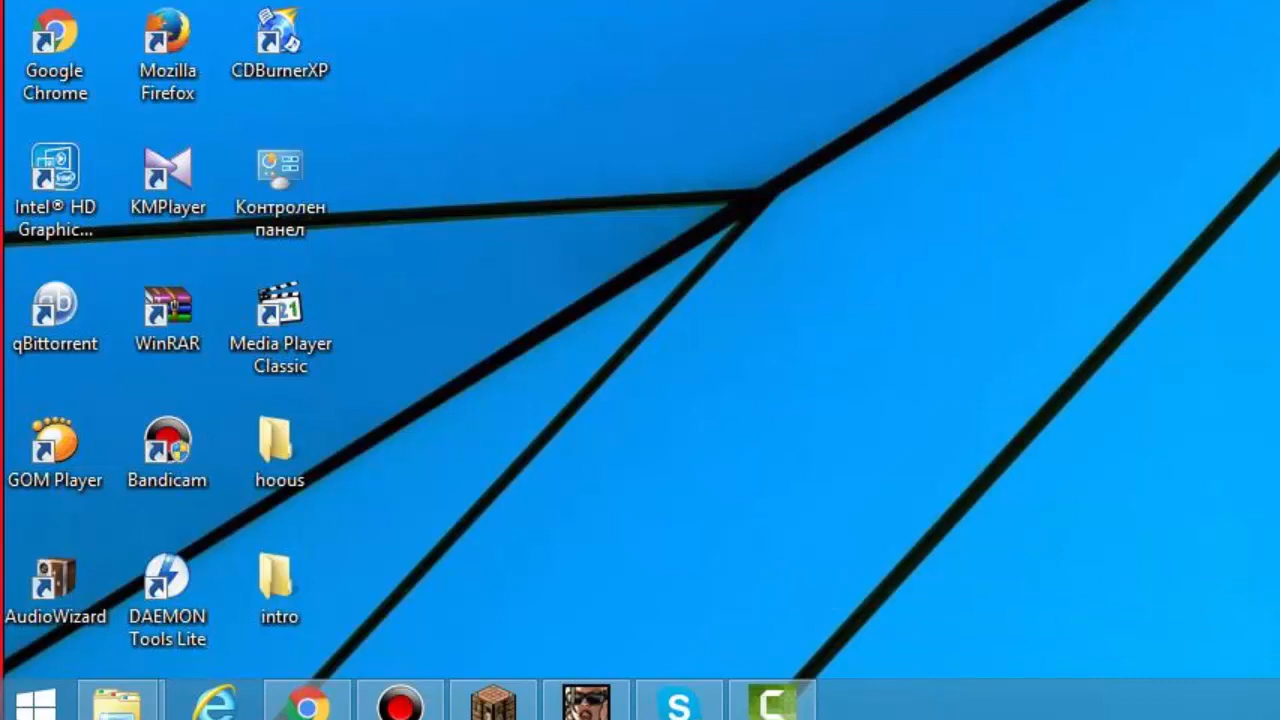 Google
Chrome
Mozilla
Firefox
CDBurnerXP
Intel® HD
Graphic...
KMPlayer
Контролен
панел
qBittorrent
WinRAR
Media Player
Classic
GOM Player
Bandicam
hoous
AudioWizard
DAEMON
Tools Lite
intro